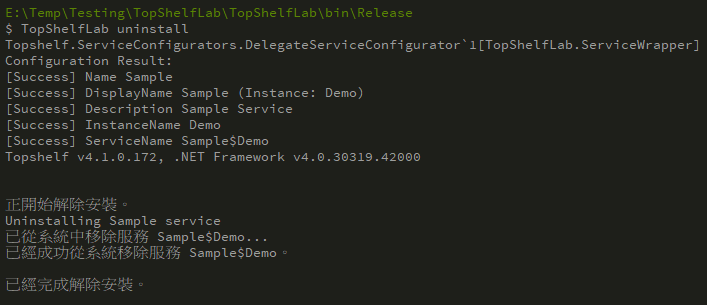 E:\Temp\Testing\TopShelfLab\TopShelfLab\bin\Release
$ TopShelfLab uninstall
Topshelf.ServiceConfigurators.DelegateServiceConfigurator`1[TopShelfLab.ServiceWrapper]
Configuration Result:
[Success] Name Sample
[Success] DisplayName Sample (Instance: Demo)
[Success] Description Sample Service
[Success] InstanceName Demo
[Success] ServiceName Sample$Demo
Topshelf v4.1.0.172, .NET Framework v4.0.30319.42000
正開始解除安裝。
Uninstalling Sample service
已從系統中移除服務 Sample$Demo...
已經成功從系統移除服務 Sample$Demo。
已經完成解除安裝。